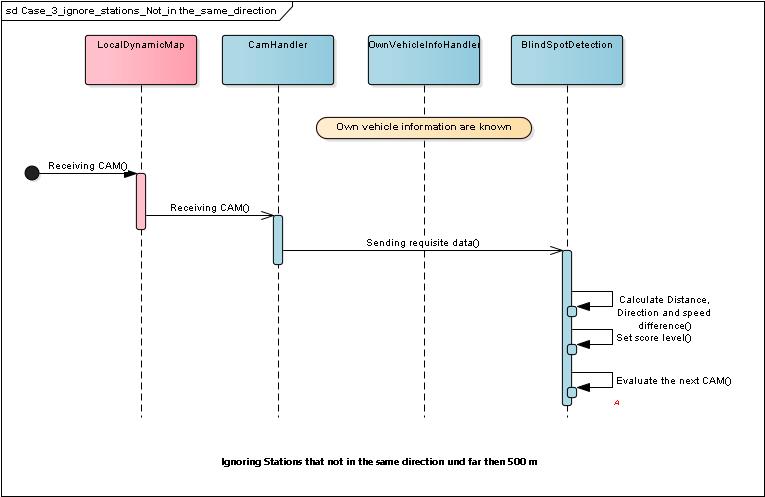 sd Case_3_ignore_stations_Not_in the_same_direction
LocalDynamicMap
CamHandler
OwnVehicleInfoHandler
BlindSpotDetection
Own vehicle information are known
Receiving CAM()
Receiving CAM()
Sending requisite data()
Calculate Distance,
Direction and speed
difference()
Set score level()
Evaluate the next CAM()
A
Ignoring Stations that not in the same direction und far then 500 m